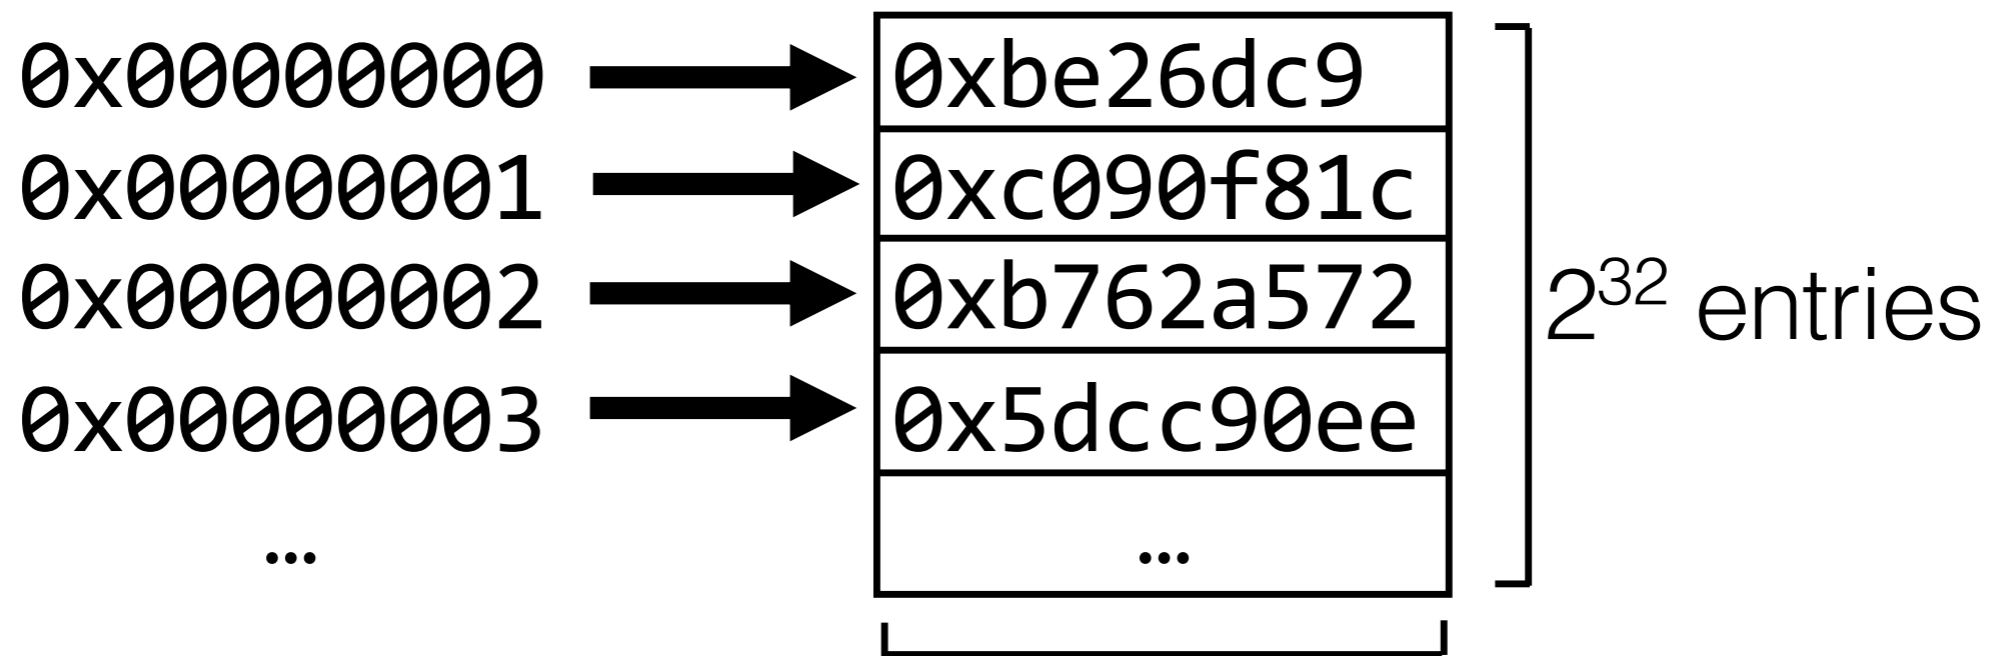 0x00000000 0xbe26dc9
0x00000001 0xc090f81c
0x00000002 0xb762a572
2³² entries
0x00000003 0x5dcc90ee
… …